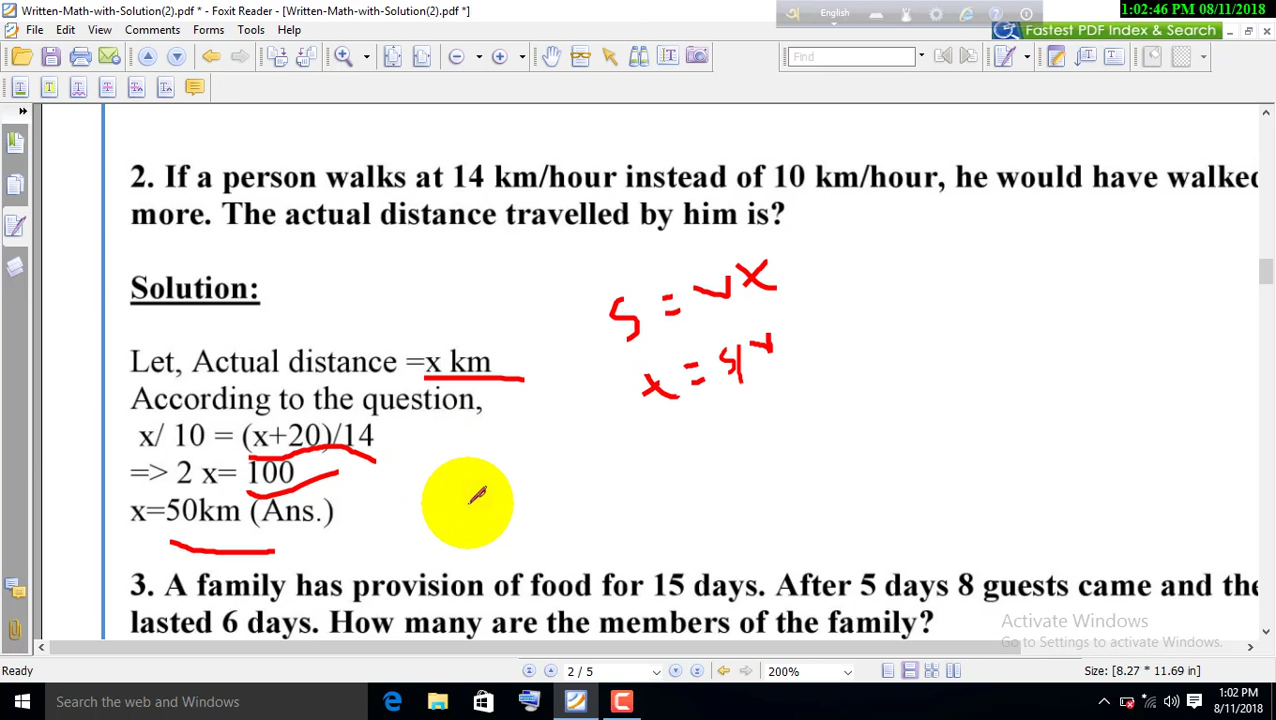 Written-Math-with-Solution(2).pdf * - Foxit Reader - [Written-Math-with-Solution(2).pdf *]
English
1:02:46 PM 08/11/2018
File Edit View Comments Forms Tools Help
Fastest PDF Index & Search
Find
2. If a person walks at 14 km/hour instead of 10 km/hour, he would have walked
more. The actual distance travelled by him is?
Solution:
s = vx
x = s/v
Let, Actual distance =x km
According to the question,
x/ 10 = (x+20)/14
=> 2 x= 100
x=50km (Ans.)
3. A family has provision of food for 15 days. After 5 days 8 guests came and the
lasted 6 days. How many are the members of the family?
Activate Windows
Go to Settings to activate Windows.
Ready
2 / 5
200%
Size: [8.27 * 11.69 in]
Search the web and Windows
1:02 PM
8/11/2018